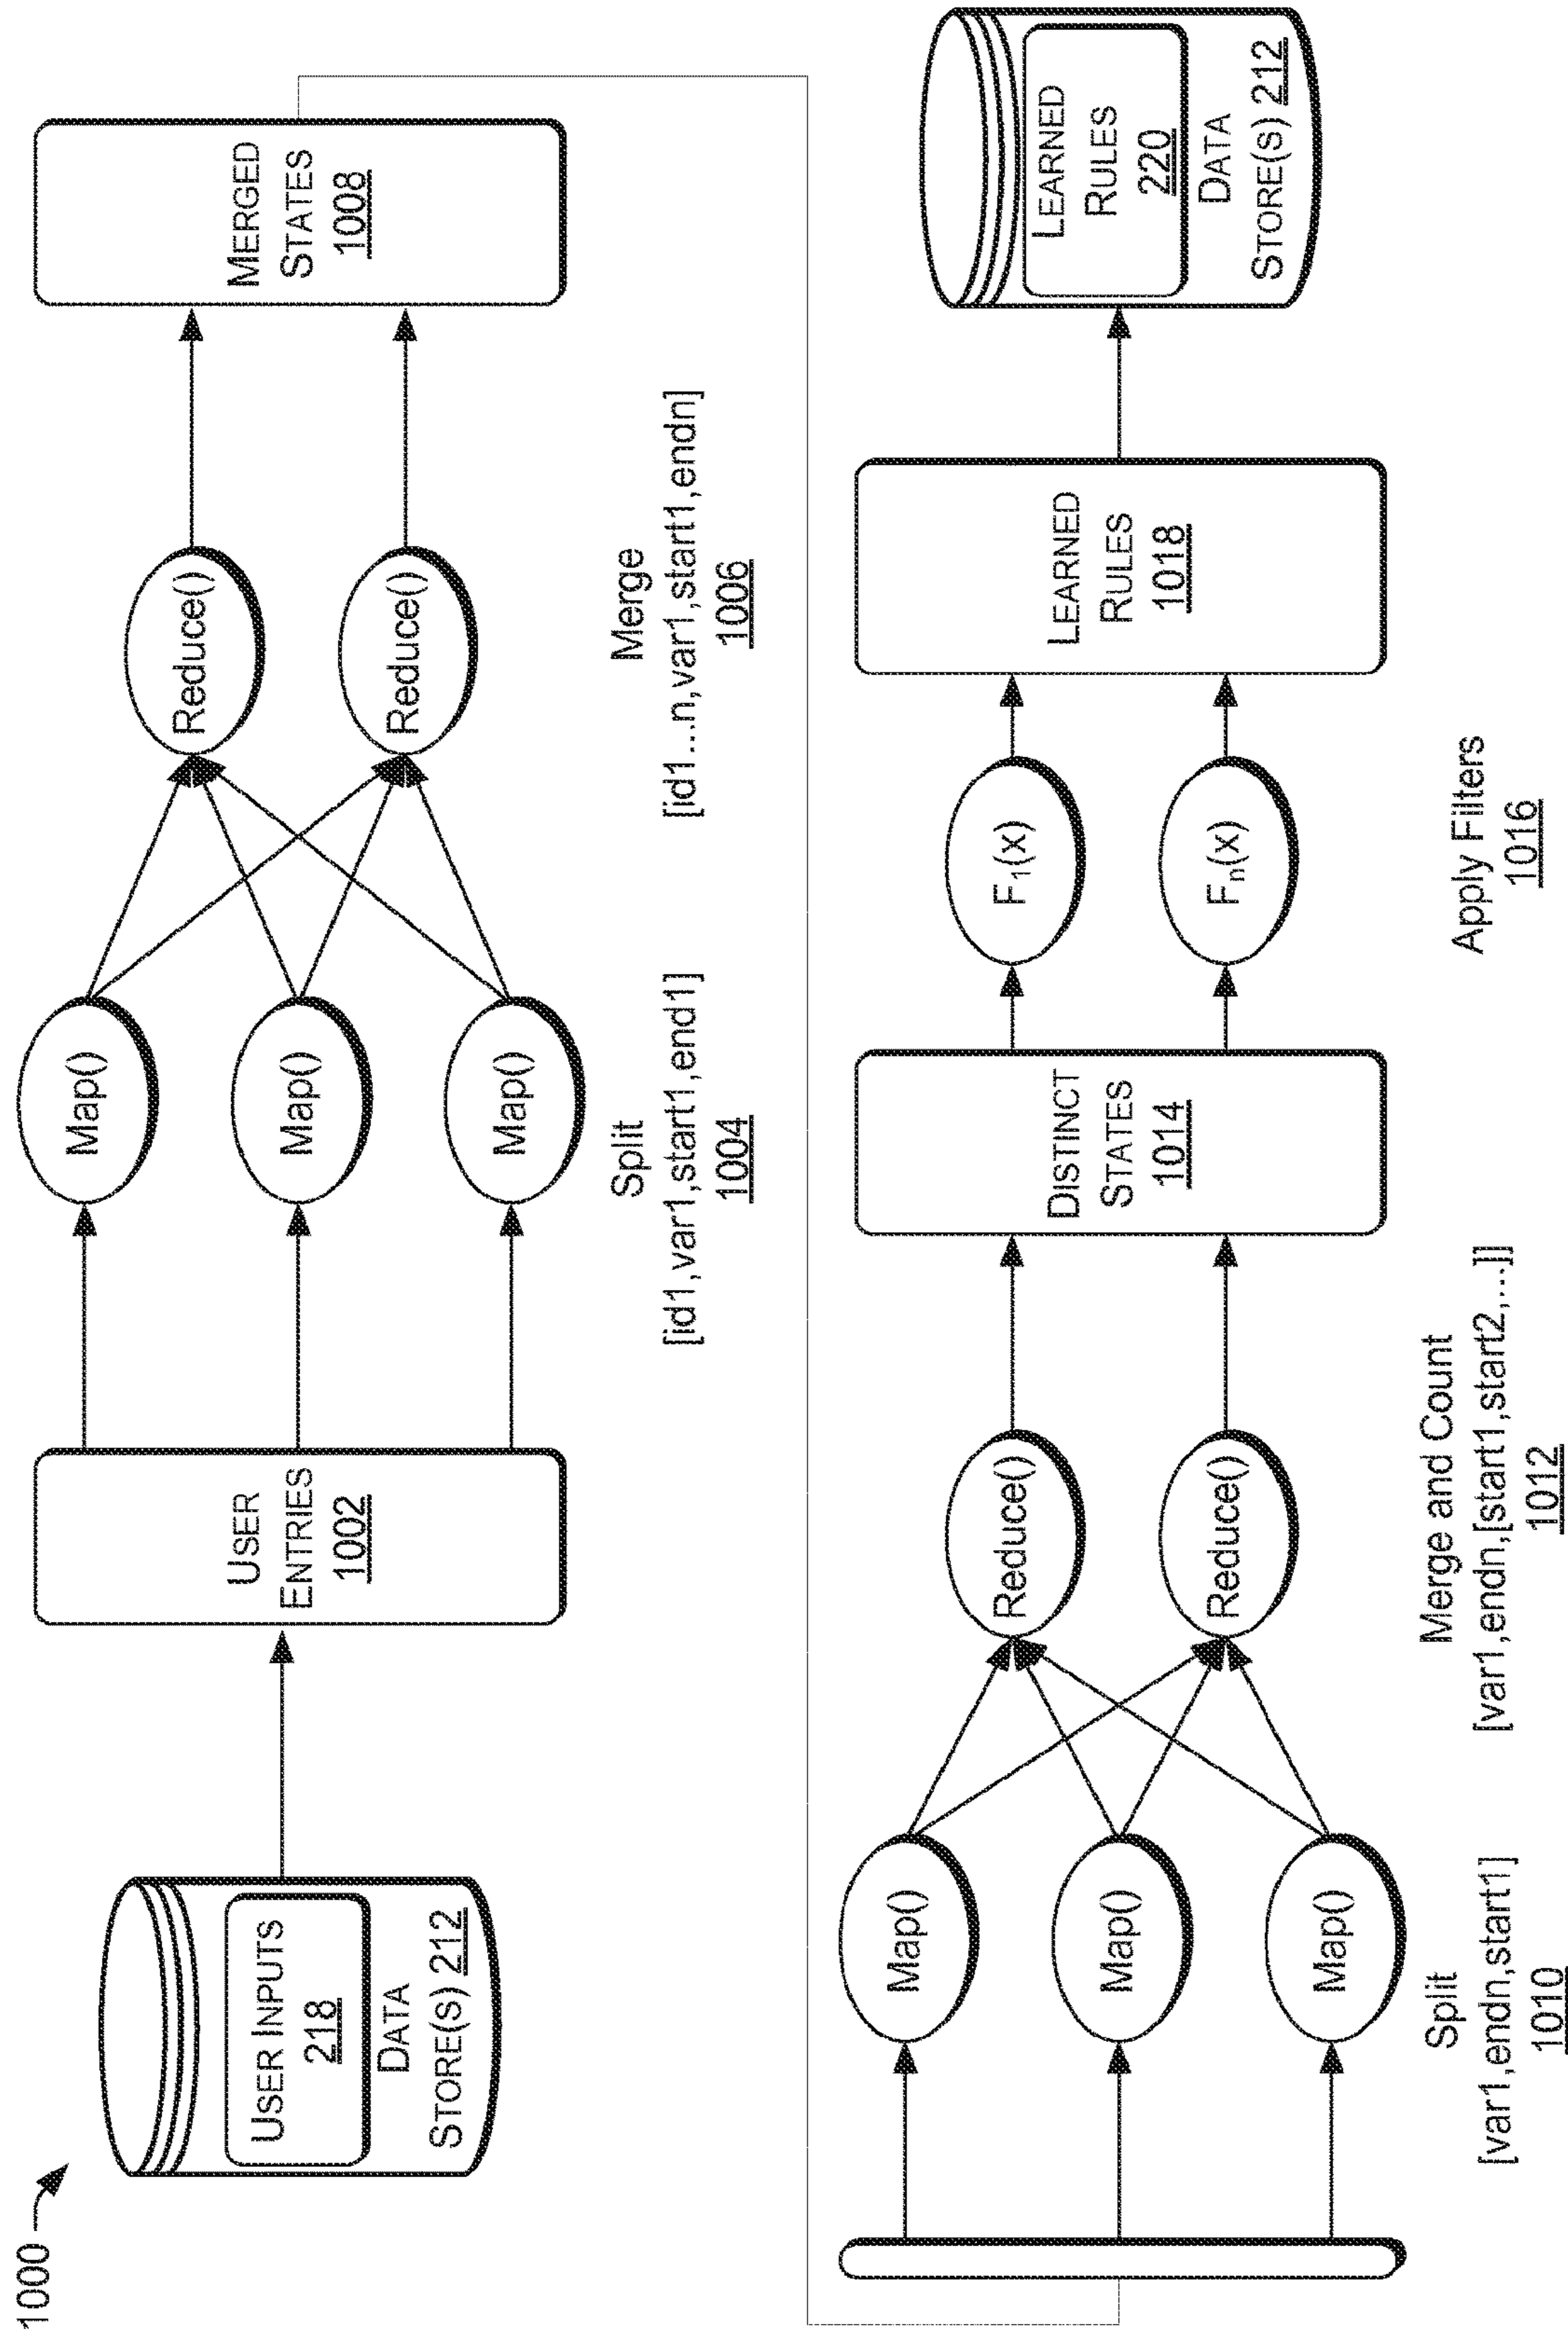 1000
USER INPUTS
218
DATA
STORE(S) 212
USER
ENTRIES
1002
Map()
Map()
Map()
Split
[id1,var1,start1,end1]
1004
Reduce()
Reduce()
Merge
[id1...n,var1,start1,endn]
1006
MERGED
STATES
1008
Map()
Map()
Map()
Split
[var1,endn,start1]
1010
Reduce()
Reduce()
Merge and Count
[var1,endn,[start1,start2,...]]
1012
DISTINCT
STATES
1014
F1(x)
Fn(x)
Apply Filters
1016
LEARNED
RULES
1018
LEARNED
RULES
220
DATA
STORE(S) 212